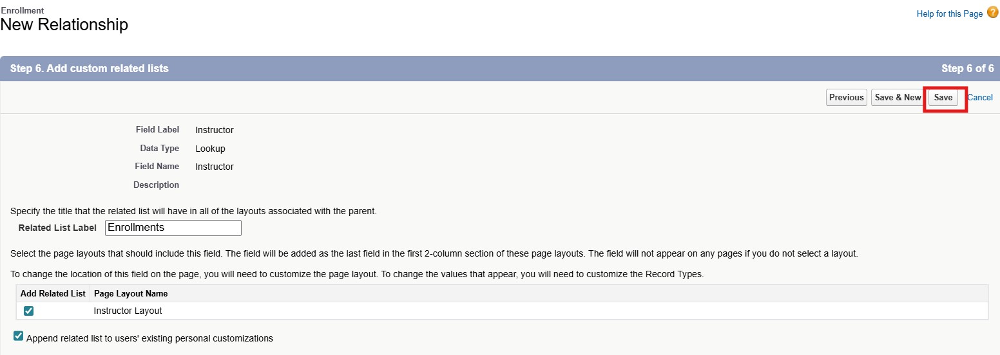 Enrollment
New Relationship
Help for this Page ?
Step 6. Add custom related lists
Step 6 of 6
Previous Save & New Save Cancel
Field Label Instructor
Data Type Lookup
Field Name Instructor
Description
Specify the title that the related list will have in all of the layouts associated with the parent.
Related List Label Enrollments
Select the page layouts that should include this field. The field will be added as the last field in the first 2-column section of these page layouts. The field will not appear on any pages if you do not select a layout.
To change the location of this field on the page, you will need to customize the page layout. To change the values that appear, you will need to customize the Record Types.
Add Related List Page Layout Name
Instructor Layout
Append related list to users' existing personal customizations